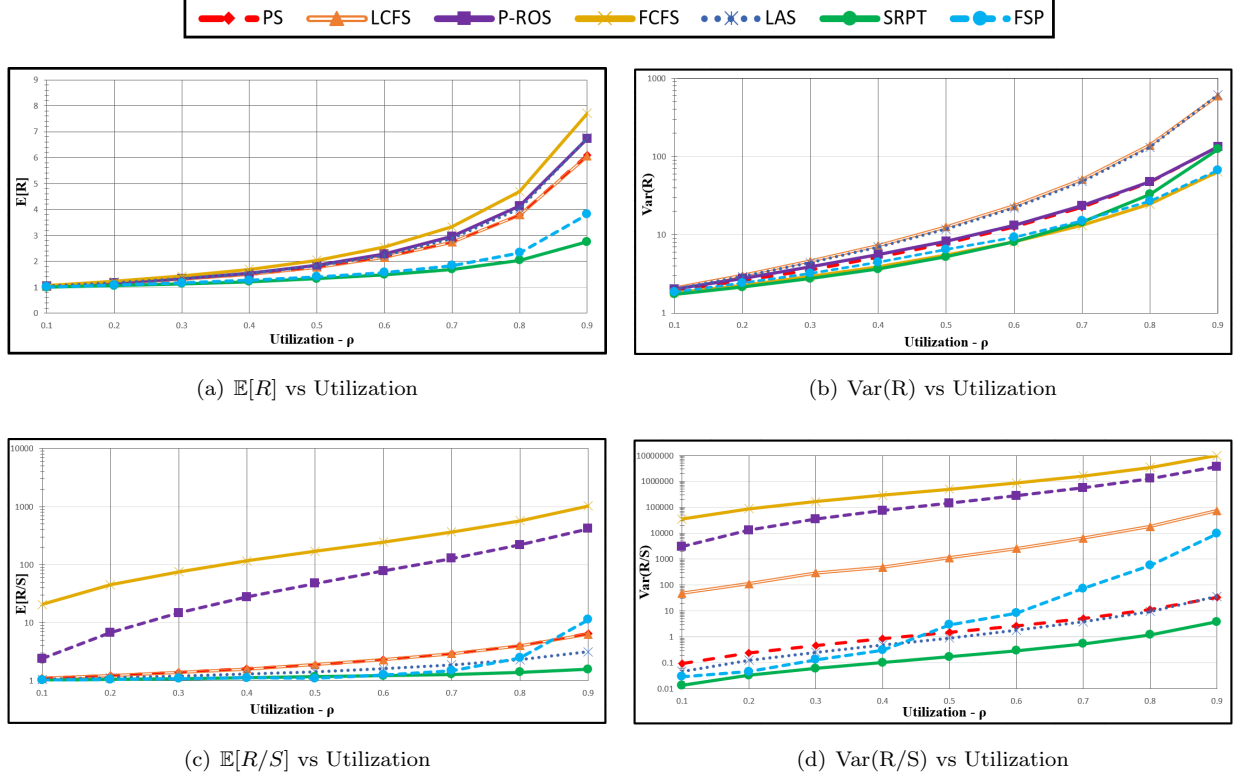 PS LCFS P-ROS FCFS LAS SRPT FSP
E[R]
9
8
7
6
5
4
3
2
1
0
0.1 0.2 0.3 0.4 0.5 0.6 0.7 0.8 0.9
Utilization - ρ
(a) 𝔼[R] vs Utilization
Var(R)
1000
100
10
1
0.1 0.2 0.3 0.4 0.5 0.6 0.7 0.8 0.9
Utilization - ρ
(b) Var(R) vs Utilization
E[R/S]
10000
1000
100
10
1
0.1 0.2 0.3 0.4 0.5 0.6 0.7 0.8 0.9
Utilization - ρ
(c) 𝔼[R/S] vs Utilization
Var(R/S)
10000000
1000000
100000
10000
1000
100
10
1
0.1
0.01
0.1 0.2 0.3 0.4 0.5 0.6 0.7 0.8 0.9
Utilization - ρ
(d) Var(R/S) vs Utilization